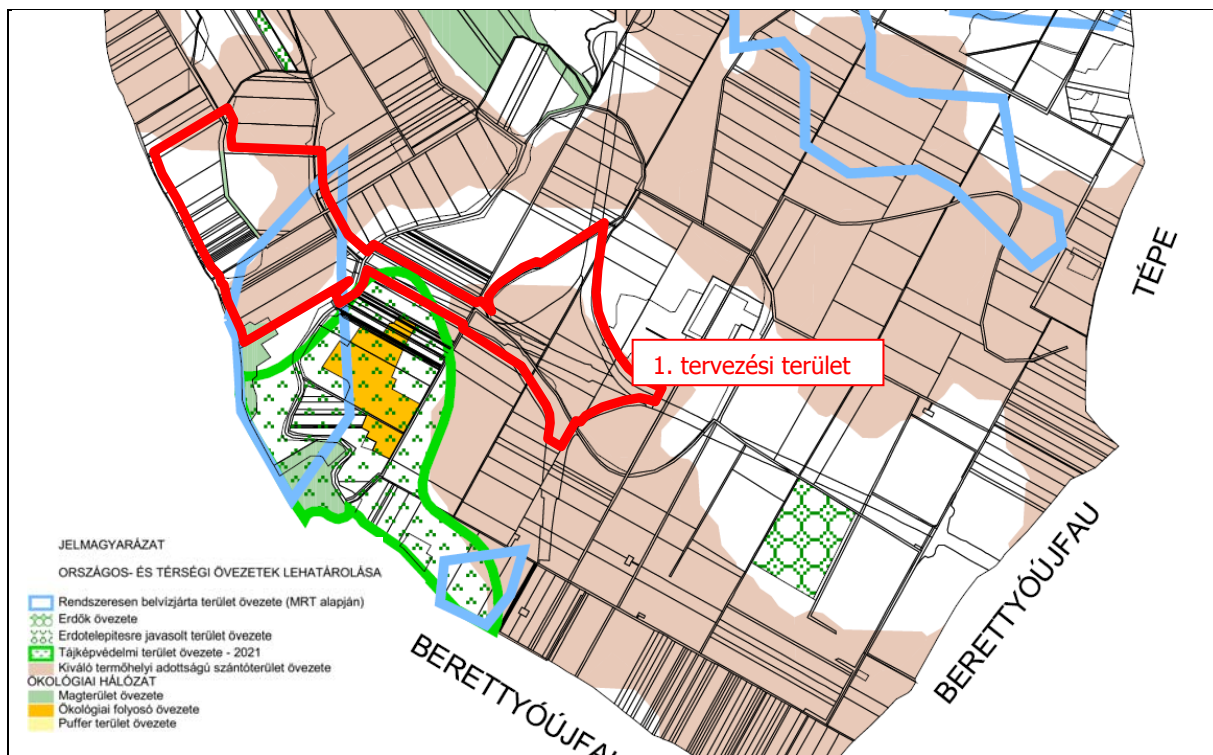 TÉPE
1. tervezési terület
BERETTYÓÚJFAU
BERETTYÓÚJFAU
JELMAGYARÁZAT
ORSZÁGOS- ÉS TÉRSÉGI ÖVEZETEK LEHATÁROLÁSA
Rendszeresen belvízjárta terület övezete (MRT alapján)
Erdők övezete
Erdotelepitesre javasolt terület övezete
Tájképvédelmi terület övezete - 2021
Kiváló termőhelyi adottságú szántóterület övezete
ÖKOLÓGIAI HÁLÓZAT
Magterület övezete
Ökológiai folyosó övezete
Puffer terület övezete